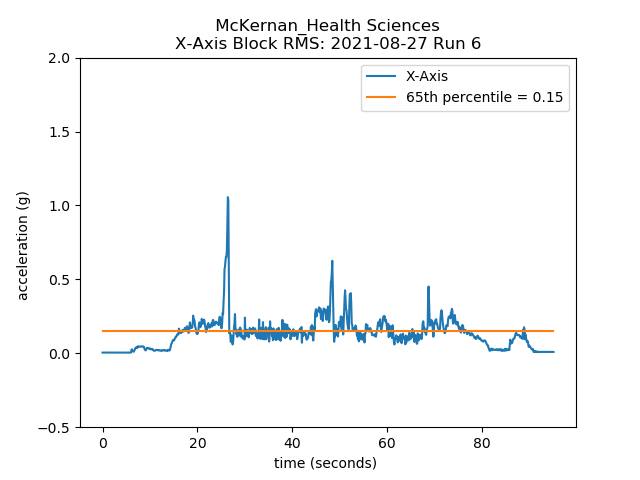 McKernan_Health Sciences
X-Axis Block RMS: 2021-08-27 Run 6
X-Axis
65th percentile = 0.15
2.0
1.5
1.0
0.5
0.0
−0.5
acceleration (g)
0 20 40 60 80
time (seconds)